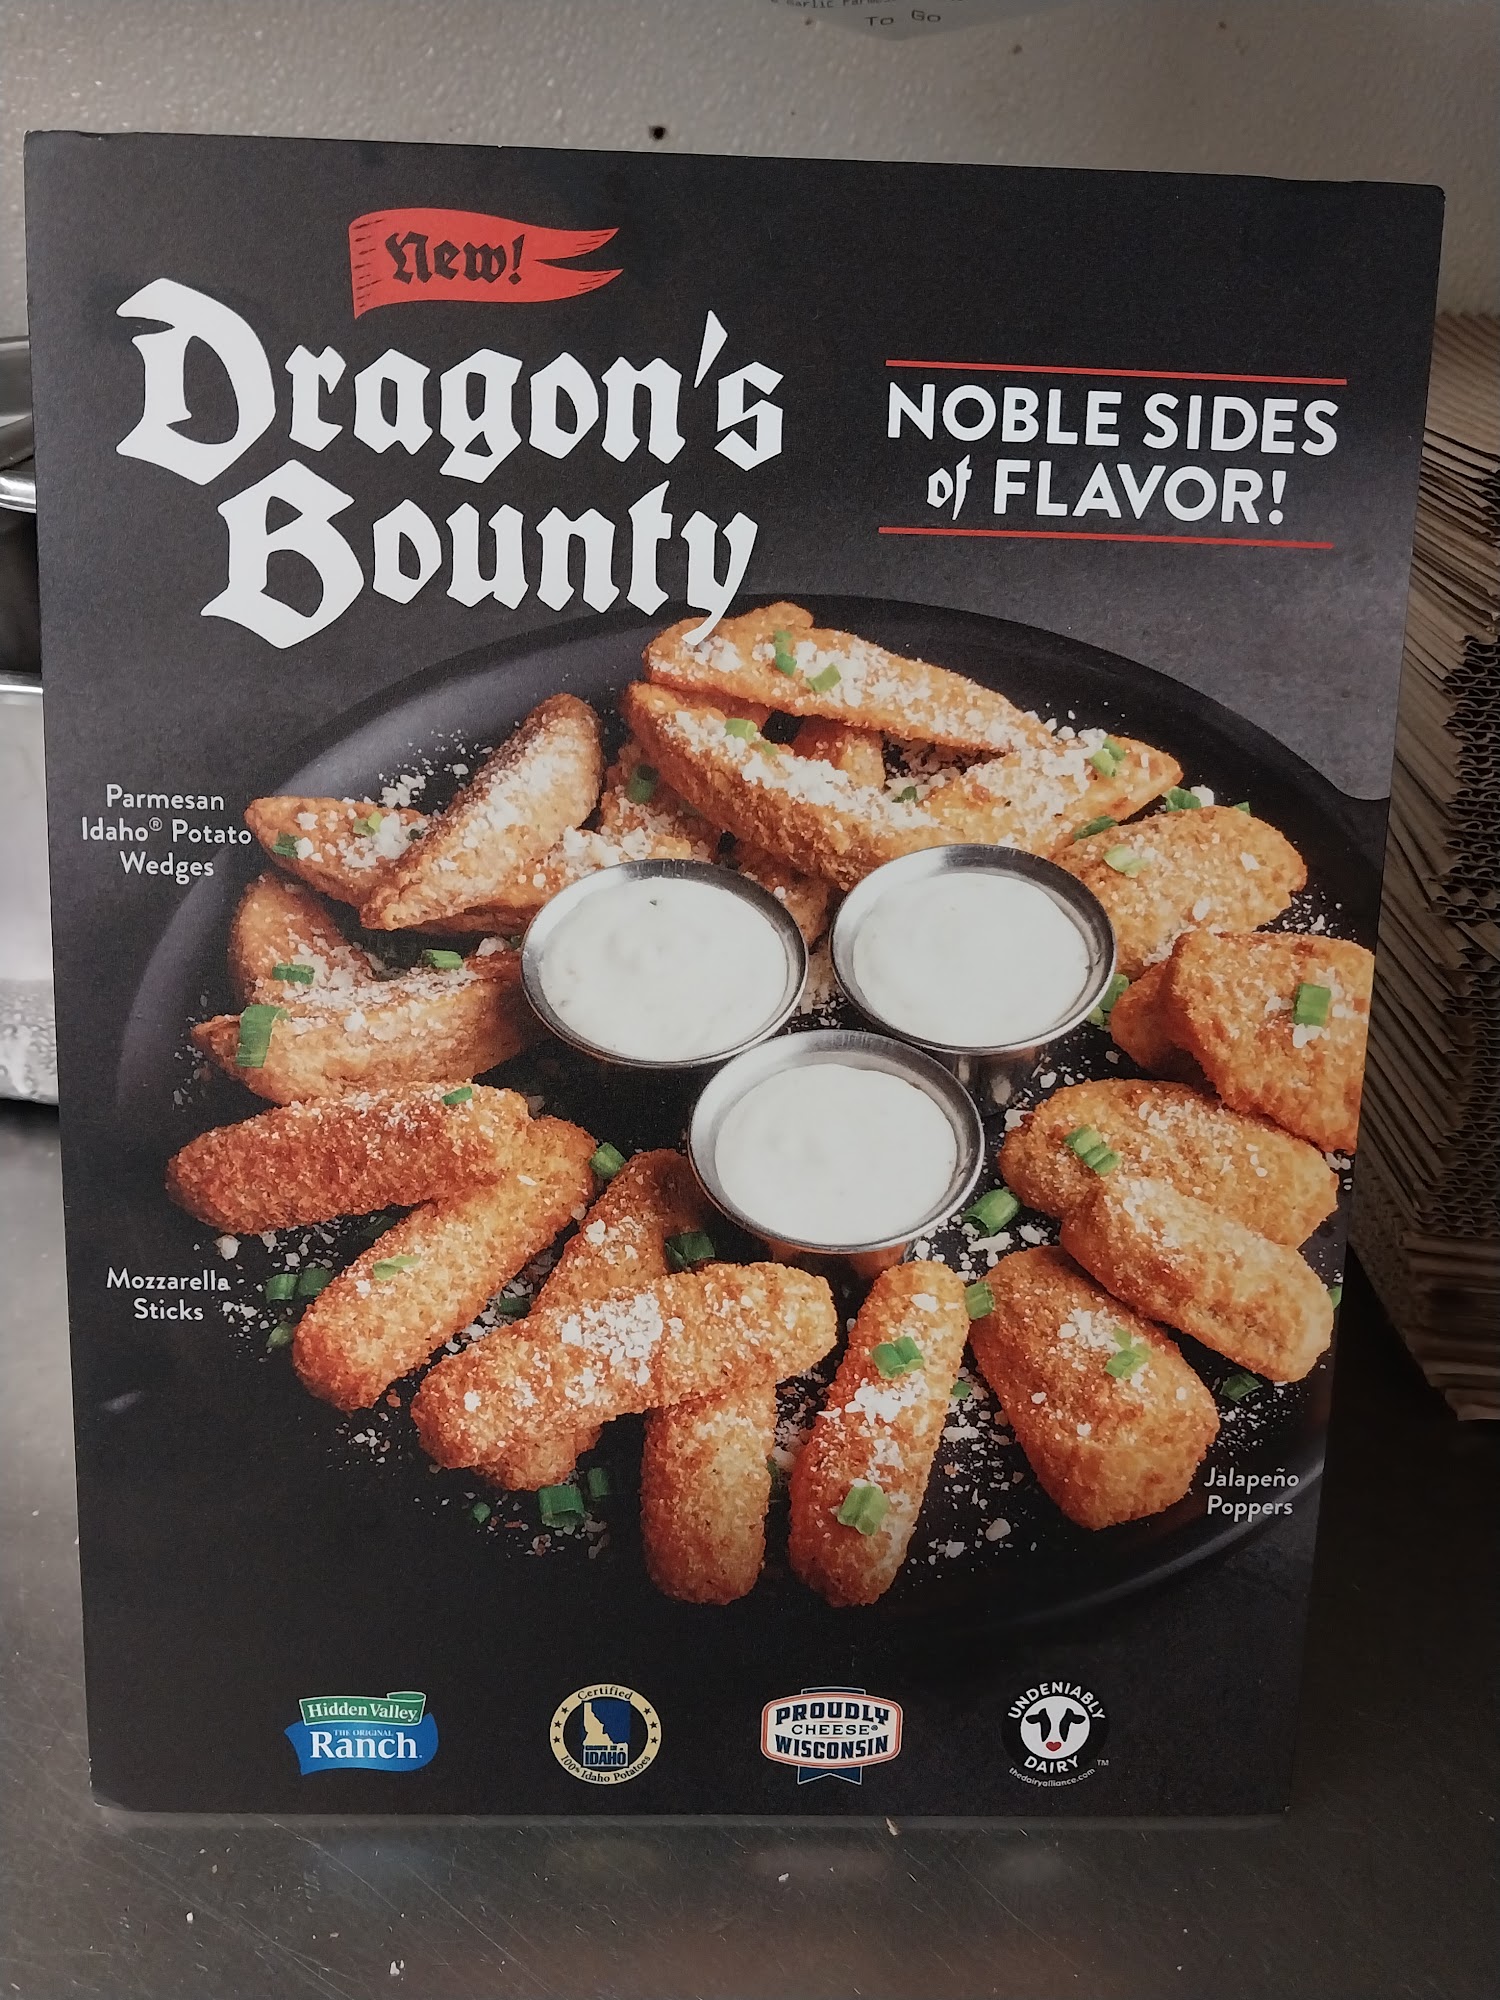 To Go
New!
Dragon's
Bounty
NOBLE SIDES
of FLAVOR!
Parmesan
Idaho® Potato
Wedges
Mozzarella
Sticks
Jalapeño
Poppers
Hidden Valley®
THE ORIGINAL
Ranch®
Certified
IDAHO
100% Idaho Potatoes
PROUDLY
CHEESE®
WISCONSIN
UNDENIABLY
DAIRY™
thedairyalliance.com